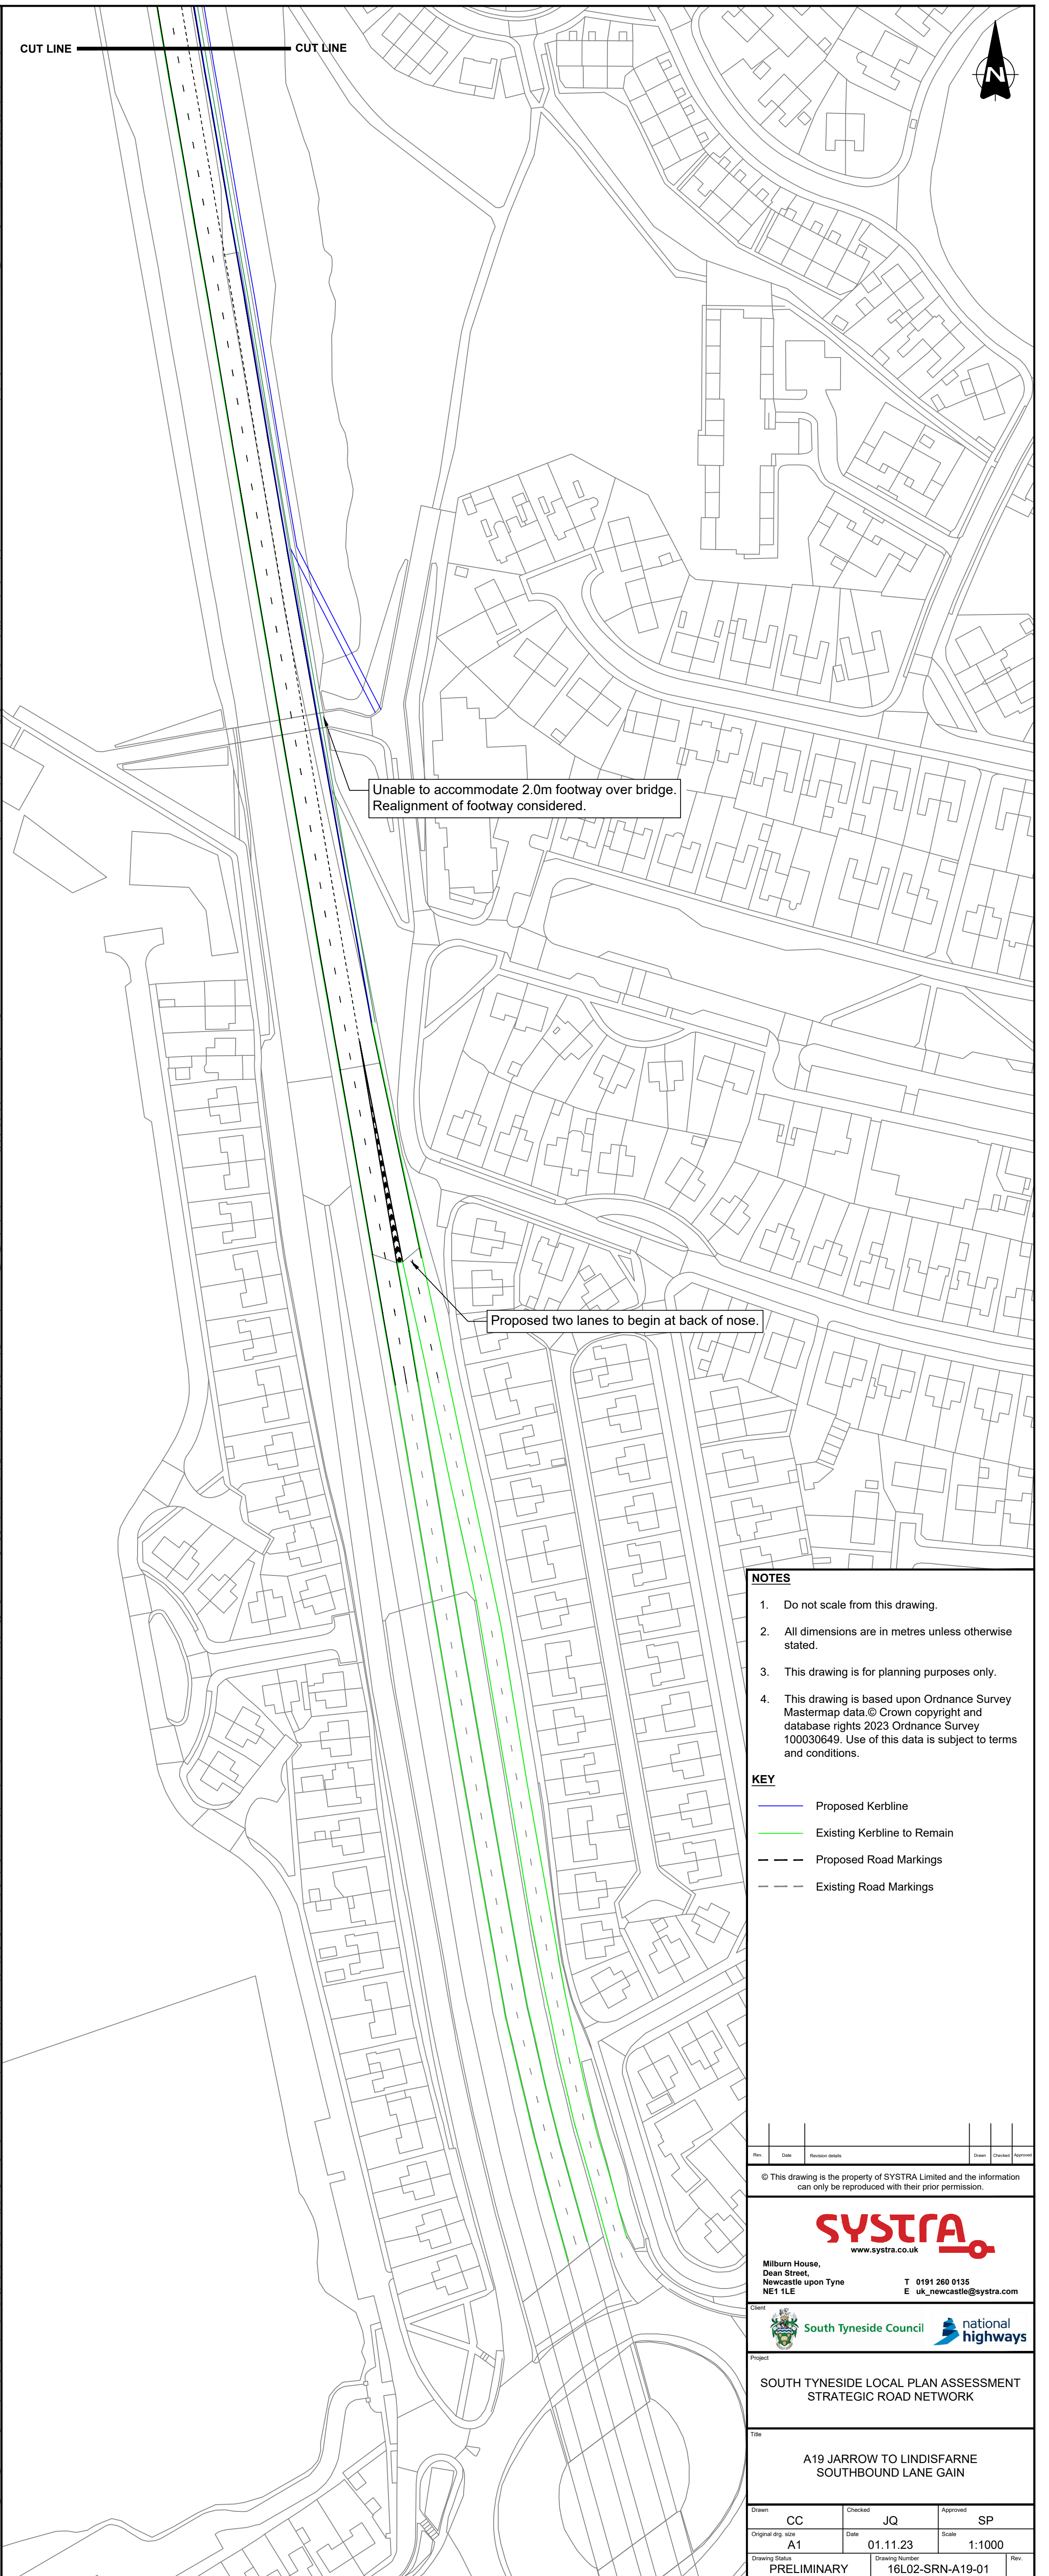 CUT LINE CUT LINE
N
Unable to accommodate 2.0m footway over bridge.
Realignment of footway considered.
Proposed two lanes to begin at back of nose.
NOTES
1. Do not scale from this drawing.
2. All dimensions are in metres unless otherwise
stated.
3. This drawing is for planning purposes only.
4. This drawing is based upon Ordnance Survey
Mastermap data.© Crown copyright and
database rights 2023 Ordnance Survey
100030649. Use of this data is subject to terms
and conditions.
KEY
Proposed Kerbline
Existing Kerbline to Remain
Proposed Road Markings
Existing Road Markings
Rev. Date Revision details Drawn Checked Approved
© This drawing is the property of SYSTRA Limited and the information
can only be reproduced with their prior permission.
SYSTRA
www.systra.co.uk
Milburn House,
Dean Street,
Newcastle upon Tyne T 0191 260 0135
NE1 1LE E uk_newcastle@systra.com
Client
South Tyneside Council national
highways
Project
SOUTH TYNESIDE LOCAL PLAN ASSESSMENT
STRATEGIC ROAD NETWORK
Title
A19 JARROW TO LINDISFARNE
SOUTHBOUND LANE GAIN
Drawn Checked Approved
CC JQ SP
Original drg. size Date Scale
A1 01.11.23 1:1000
Drawing Status Drawing Number Rev.
PRELIMINARY 16L02-SRN-A19-01